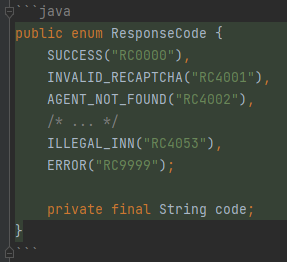 ```java
public enum ResponseCode {
    SUCCESS("RC0000"),
    INVALID_RECAPTCHA("RC4001"),
    AGENT_NOT_FOUND("RC4002"),
    /* ... */
    ILLEGAL_INN("RC4053"),
    ERROR("RC9999");

    private final String code;
}
```